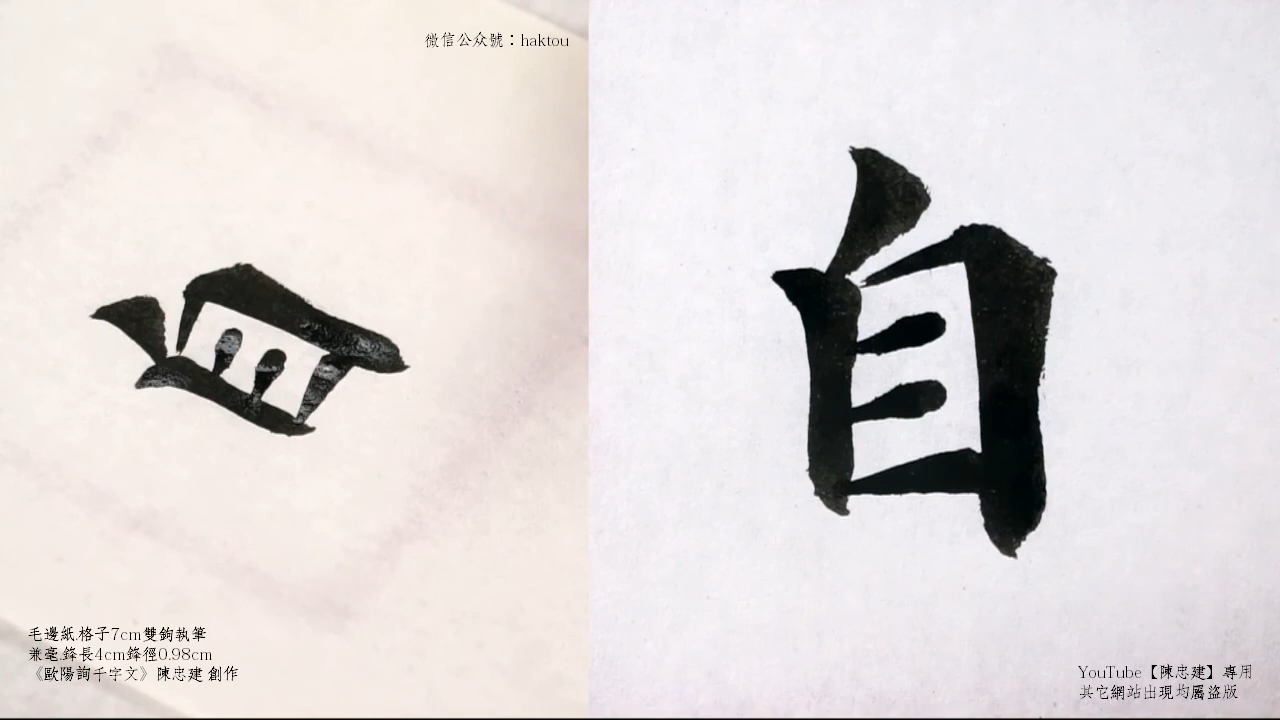 微信公众號：haktou
自
自
毛邊紙.格子7cm雙鉤執筆
兼毫.鋒長4cm鋒徑0.98cm
《歐陽詢千字文》陳忠建.創作
YouTube【陳忠建】專用
其它網站出現均屬盜版